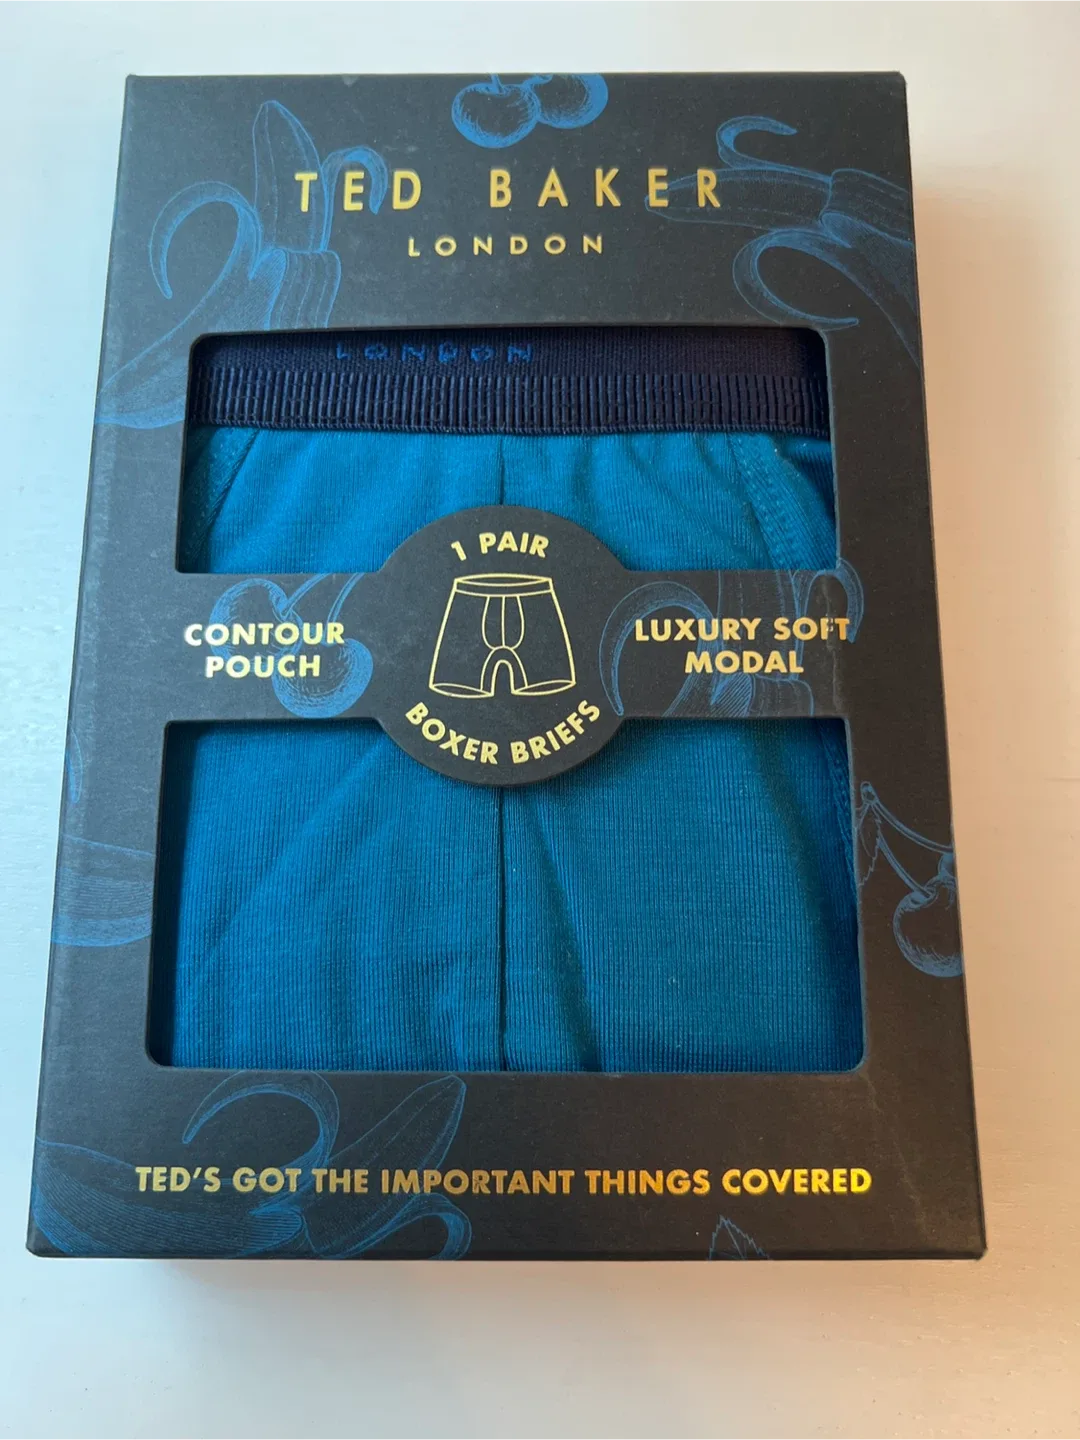 TED BAKER
LONDON
LONDON
1 PAIR
CONTOUR
POUCH
LUXURY SOFT
MODAL
BOXER BRIEFS
TED'S GOT THE IMPORTANT THINGS COVERED